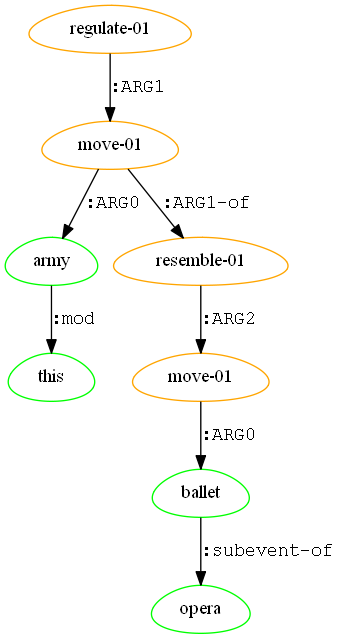 regulate-01
:ARG1
move-01
:ARG0
:ARG1-of
army
resemble-01
:mod
:ARG2
this
move-01
:ARG0
ballet
:subevent-of
opera